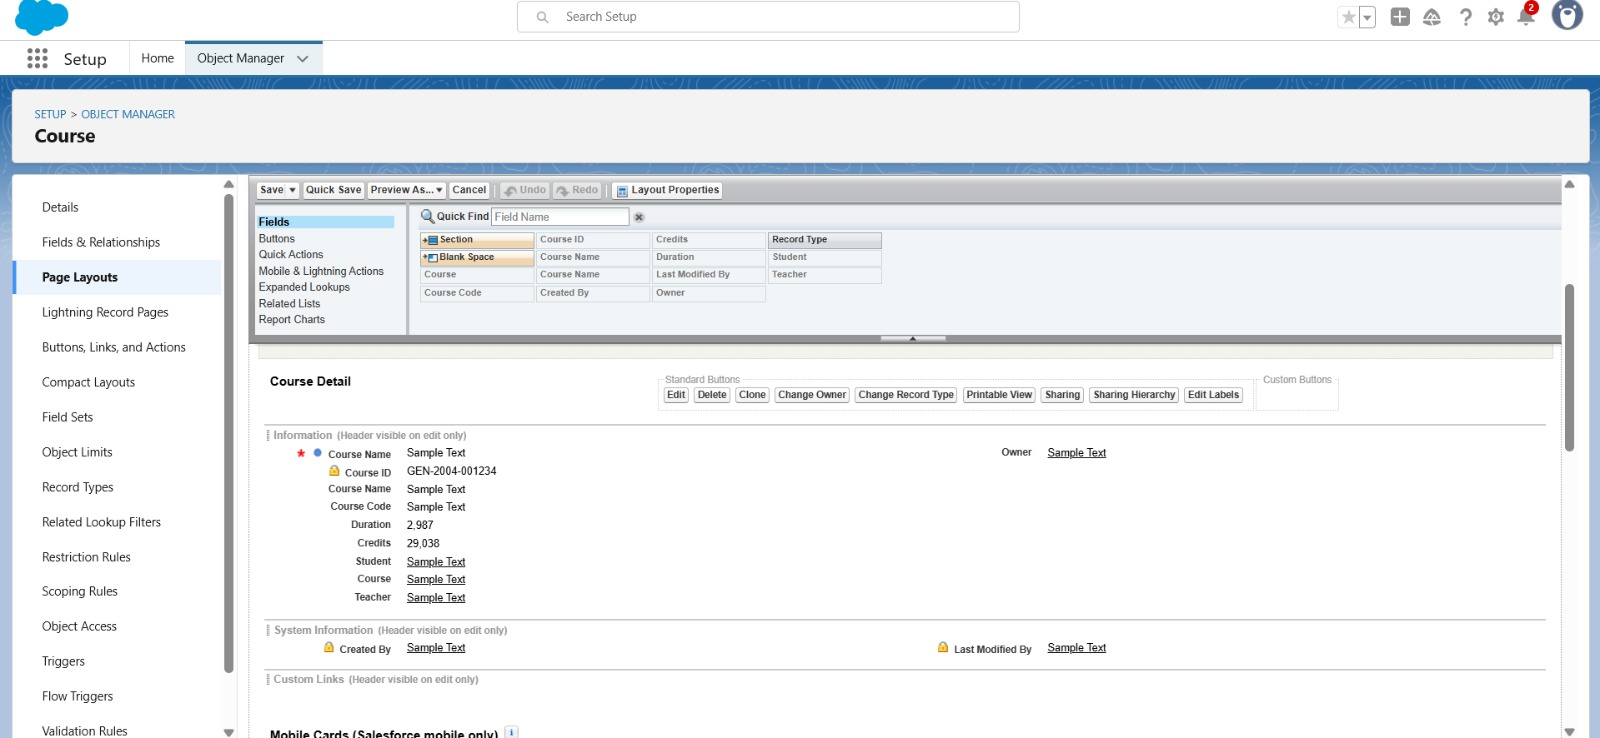 Search Setup
2
Setup Home Object Manager
SETUP > OBJECT MANAGER
Course
Details
Fields & Relationships
Page Layouts
Lightning Record Pages
Buttons, Links, and Actions
Compact Layouts
Field Sets
Object Limits
Record Types
Related Lookup Filters
Restriction Rules
Scoping Rules
Object Access
Triggers
Flow Triggers
Validation Rules
Save Quick Save Preview As... Cancel Undo Redo Layout Properties
Fields
Buttons
Quick Actions
Mobile & Lightning Actions
Expanded Lookups
Related Lists
Report Charts
Quick Find Field Name
Section Course ID Credits Record Type
Blank Space Course Name Duration Student
Course Course Name Last Modified By Teacher
Course Code Created By Owner
Course Detail
Standard Buttons
Edit Delete Clone Change Owner Change Record Type Printable View Sharing Sharing Hierarchy Edit Labels
Custom Buttons
Information (Header visible on edit only)
* Course Name Sample Text Owner Sample Text
Course ID GEN-2004-001234
Course Name Sample Text
Course Code Sample Text
Duration 2,987
Credits 29,038
Student Sample Text
Course Sample Text
Teacher Sample Text
System Information (Header visible on edit only)
Created By Sample Text Last Modified By Sample Text
Custom Links (Header visible on edit only)
Mobile Cards (Salesforce mobile only) i